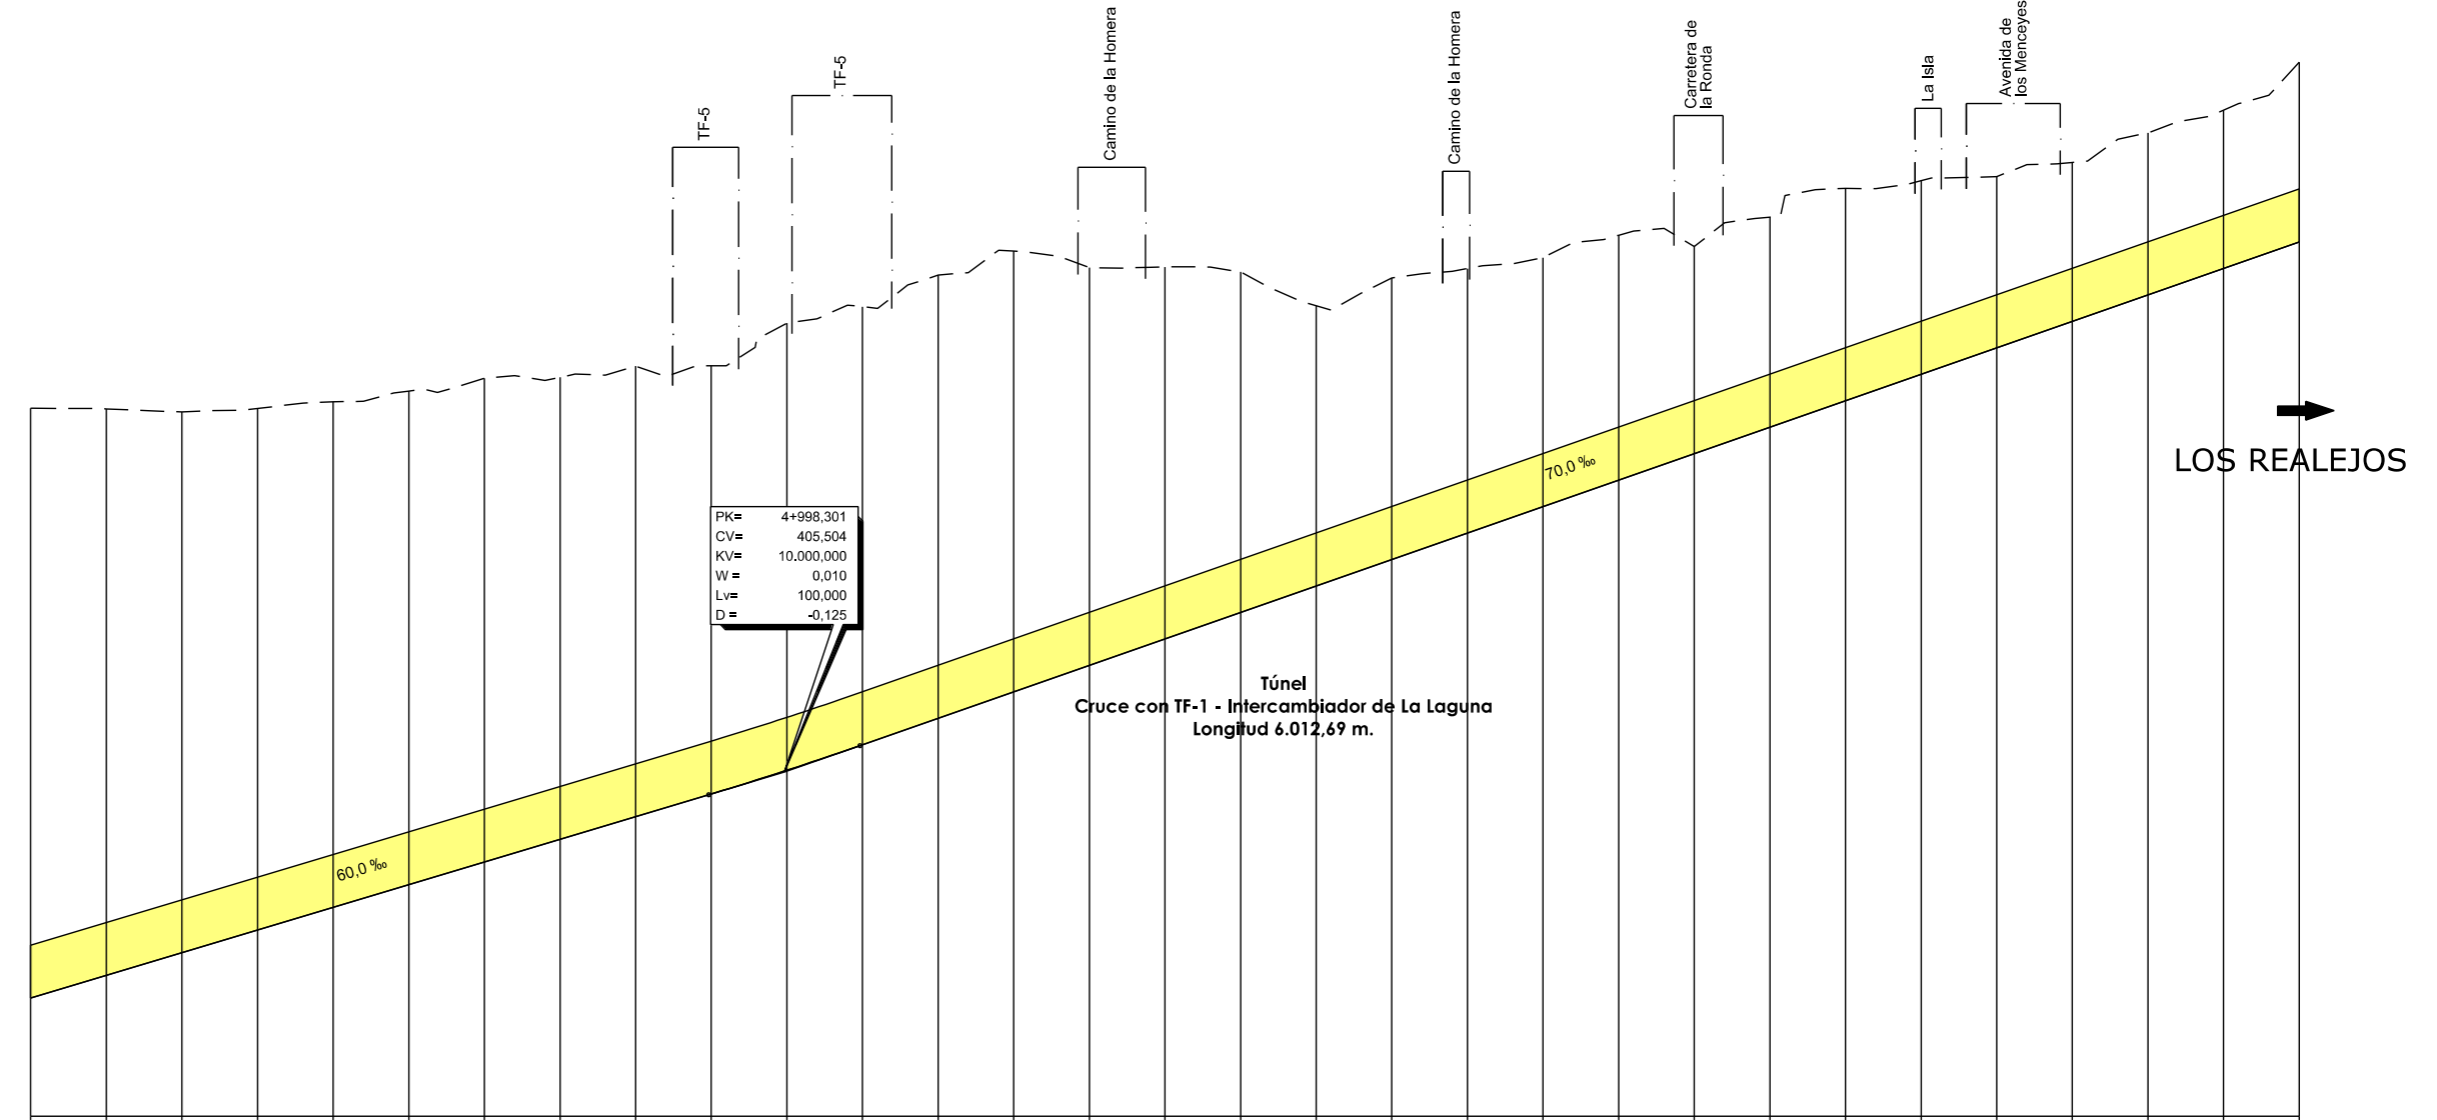 TF-5
TF-5
Camino de la Homera
Camino de la Homera
Carretera de
la Ronda
La Isla
Avenida de
los Menceyes
LOS REALEJOS
70,0 ‰
PK= 4+998,301
CV= 405,504
KV= 10.000,000
W = 0,010
Lv= 100,000
D = -0,125
Túnel
Cruce con TF-1 - Intercambiador de La Laguna
Longitud 6.012,69 m.
60,0 ‰